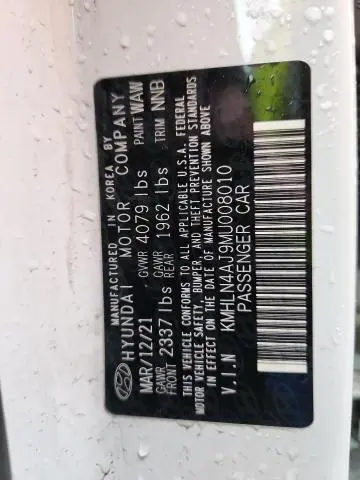 MANUFACTURED IN KOREA BY
HYUNDAI MOTOR COMPANY
MAR/12/21 GVWR 4079 lbs PAINT WAW
GAWR FRONT 2337 lbs GAWR REAR 1962 lbs TRIM NNB
THIS VEHICLE CONFORMS TO ALL APPLICABLE U.S.A. FEDERAL
MOTOR VEHICLE SAFETY, BUMPER, AND THEFT PREVENTION STANDARDS
IN EFFECT ON THE DATE OF MANUFACTURE SHOWN ABOVE
V.I.N KMHLN4AJ9MU008010
PASSENGER CAR